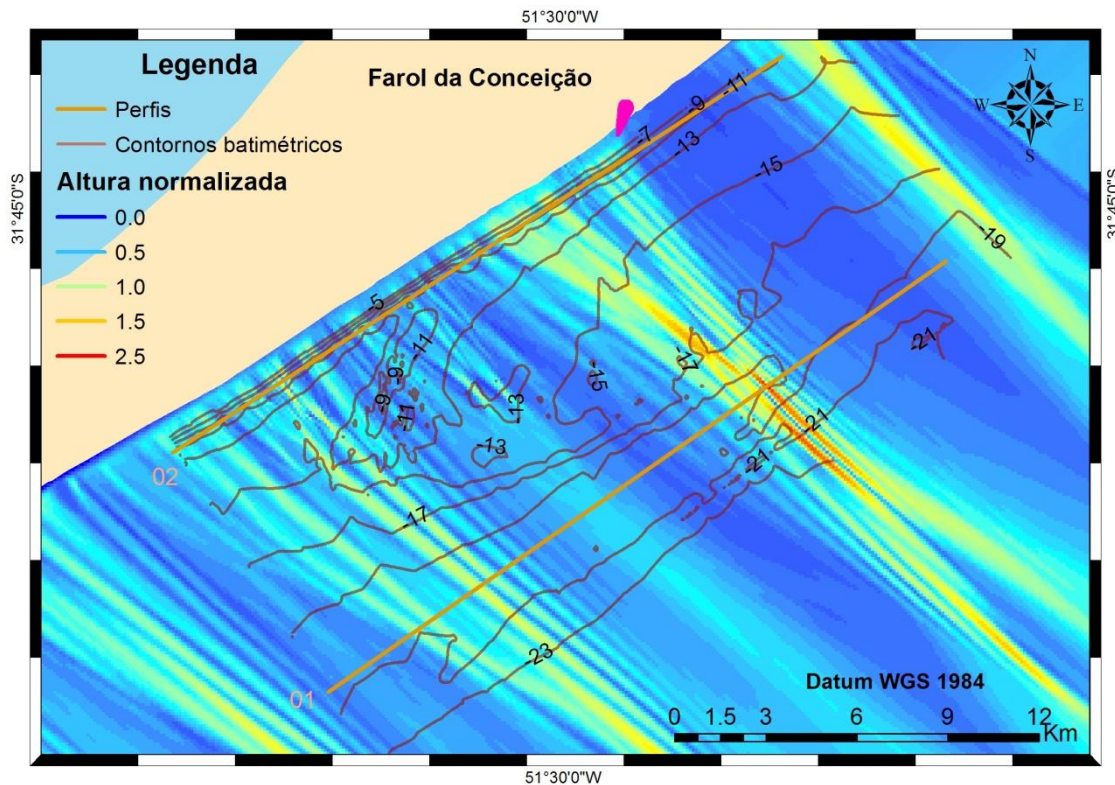 51°30'0"W
Legenda
Perfis
Contornos batimétricos
Altura normalizada
0.0
0.5
1.0
1.5
2.5
Farol da Conceição
N
W E
S
31°45'0"S
31°45'0"S
-11
-9
-7
-13
-15
-19
-5
-11
-9
-9
-11
-13
-13
-15
-17
-21
-21
-21
-17
-23
02
01
Datum WGS 1984
0 1.5 3 6 9 12
Km
51°30'0"W